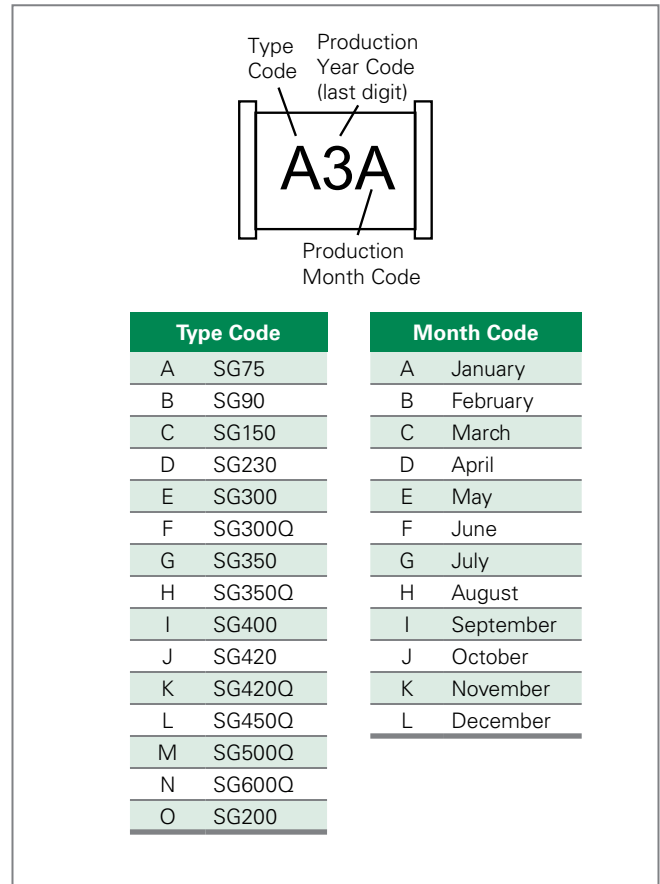 Type
Code
Production
Year Code
(last digit)
A3A
Production
Month Code
Type Code
A SG75
B SG90
C SG150
D SG230
E SG300
F SG300Q
G SG350
H SG350Q
I SG400
J SG420
K SG420Q
L SG450Q
M SG500Q
N SG600Q
O SG200
Month Code
A January
B February
C March
D April
E May
F June
G July
H August
I September
J October
K November
L December